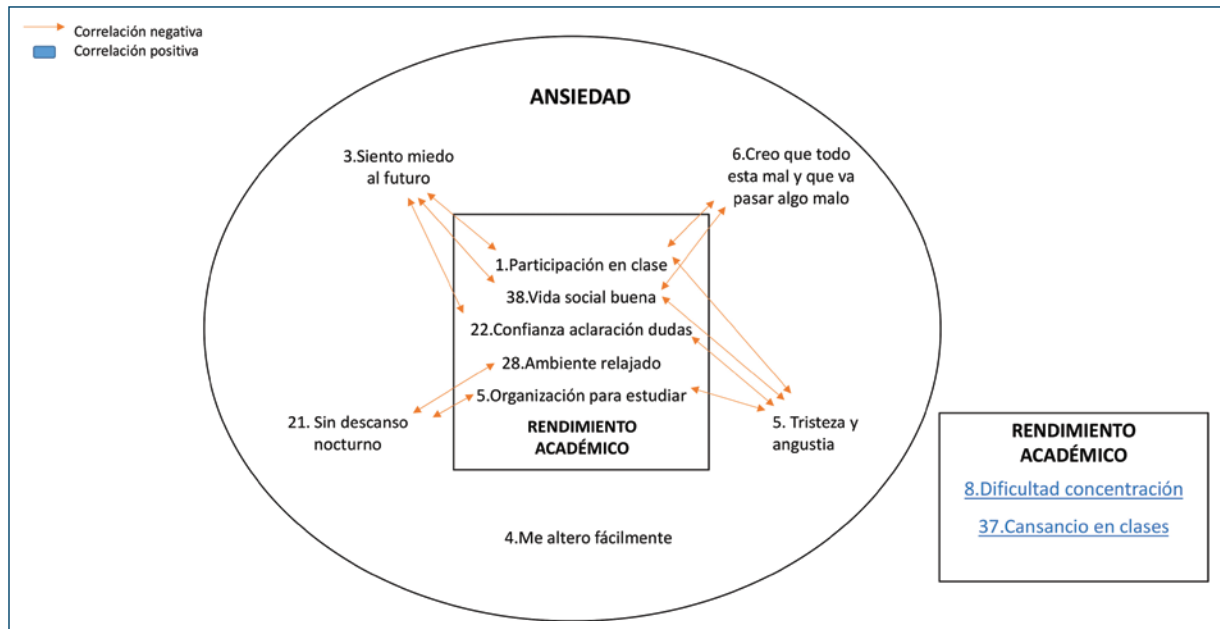 Correlación negativa
Correlación positiva
ANSIEDAD
3.Siento miedo
al futuro
6.Creo que todo
esta mal y que va
pasar algo malo
1.Participación en clase
38.Vida social buena
22.Confianza aclaración dudas
28.Ambiente relajado
5.Organización para estudiar
RENDIMIENTO
ACADÉMICO
21. Sin descanso
nocturno
5. Tristeza y
angustia
4.Me altero fácilmente
RENDIMIENTO
ACADÉMICO
8.Dificultad concentración
37.Cansancio en clases